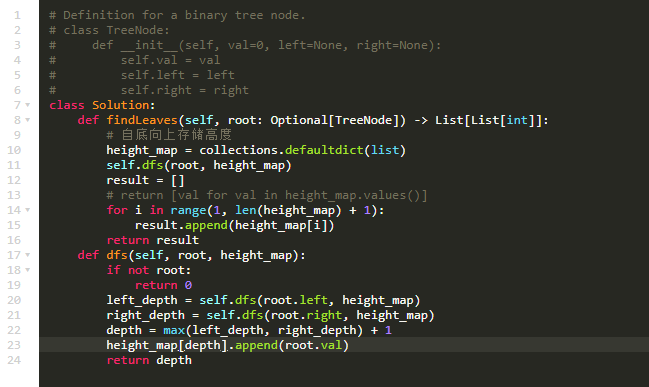 1 # Definition for a binary tree node.
2 # class TreeNode:
3 #     def __init__(self, val=0, left=None, right=None):
4 #         self.val = val
5 #         self.left = left
6 #         self.right = right
7 class Solution:
8     def findLeaves(self, root: Optional[TreeNode]) -> List[List[int]]:
9         # 自底向上存储高度
10         height_map = collections.defaultdict(list)
11         self.dfs(root, height_map)
12         result = []
13         # return [val for val in height_map.values()]
14         for i in range(1, len(height_map) + 1):
15             result.append(height_map[i])
16         return result
17     def dfs(self, root, height_map):
18         if not root:
19             return 0
20         left_depth = self.dfs(root.left, height_map)
21         right_depth = self.dfs(root.right, height_map)
22         depth = max(left_depth, right_depth) + 1
23         height_map[depth].append(root.val)
24         return depth